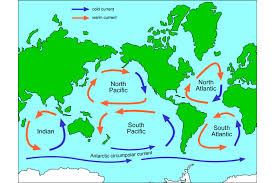 cold current
warm current
North
Pacific
North
Atlantic
Indian
South
Pacific
South
Atlantic
Antarctic circumpolar current